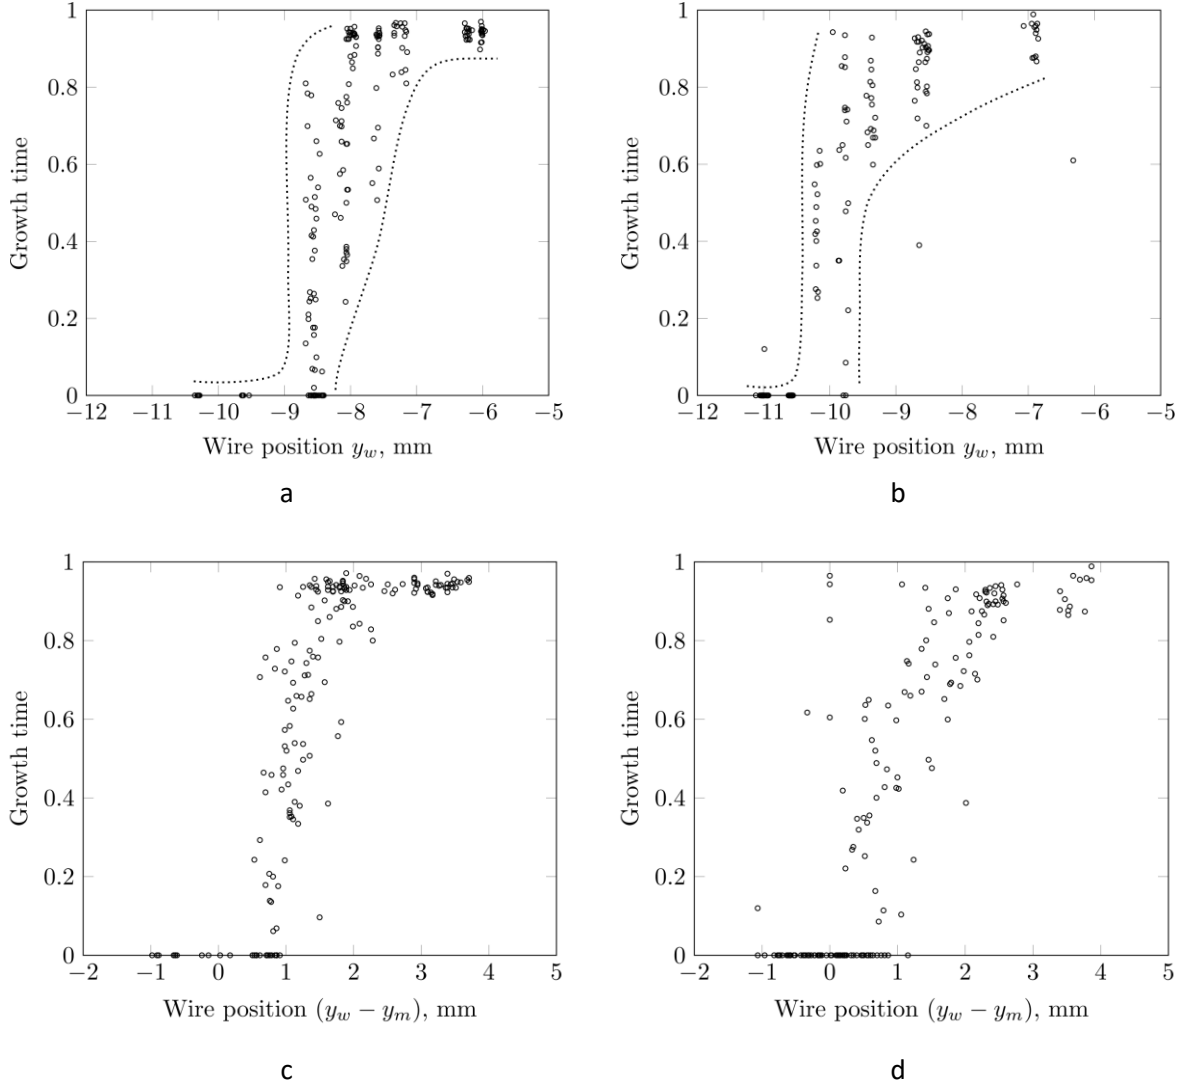 1
0.8
0.6
0.4
0.2
0
Growth time
−12 −11 −10 −9 −8 −7 −6 −5
Wire position y_w, mm
a
1
0.8
0.6
0.4
0.2
0
Growth time
−12 −11 −10 −9 −8 −7 −6 −5
Wire position y_w, mm
b
1
0.8
0.6
0.4
0.2
0
Growth time
−2 −1 0 1 2 3 4 5
Wire position (y_w − y_m), mm
c
1
0.8
0.6
0.4
0.2
0
Growth time
−2 −1 0 1 2 3 4 5
Wire position (y_w − y_m), mm
d